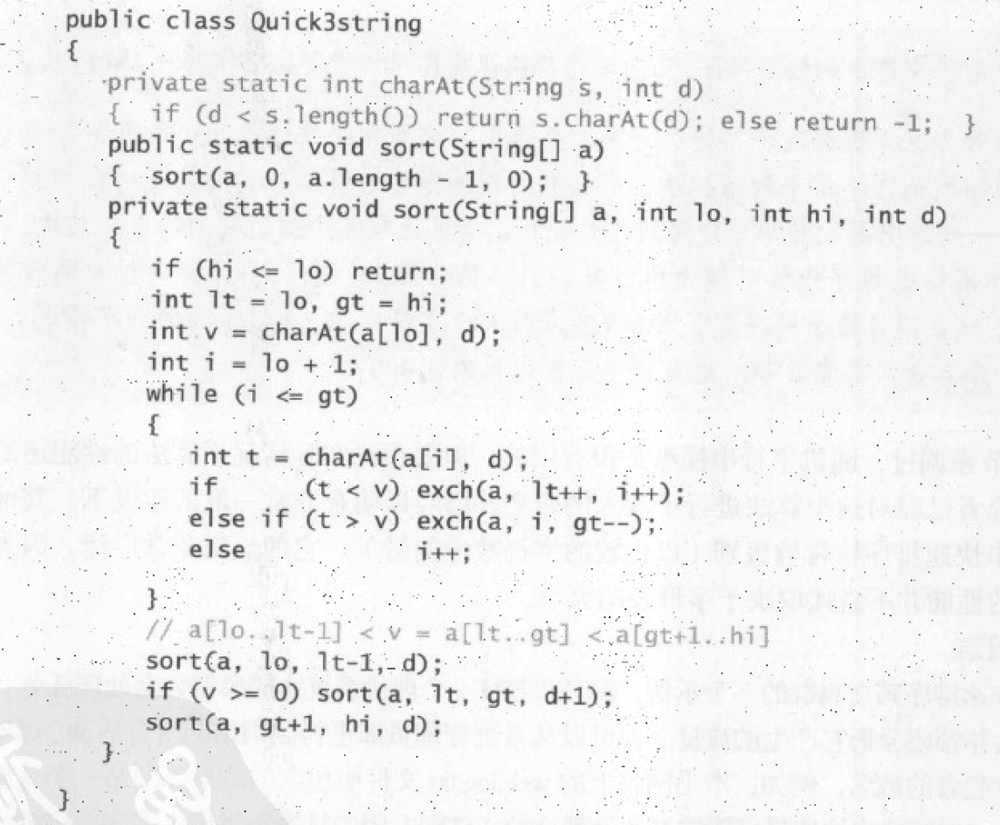 public class Quick3string
{
private static int charAt(String s, int d)
{ if (d < s.length()) return s.charAt(d); else return -1; }
public static void sort(String[] a)
{ sort(a, 0, a.length - 1, 0); }
private static void sort(String[] a, int lo, int hi, int d)
{
if (hi <= lo) return;
int lt = lo, gt = hi;
int v = charAt(a[lo], d);
int i = lo + 1;
while (i <= gt)
{
int t = charAt(a[i], d);
if (t < v) exch(a, lt++, i++);
else if (t > v) exch(a, i, gt--);
else i++;
}
// a[lo..lt-1] < v = a[lt..gt] < a[gt+1..hi]
sort(a, lo, lt-1, d);
if (v >= 0) sort(a, lt, gt, d+1);
sort(a, gt+1, hi, d);
}
}